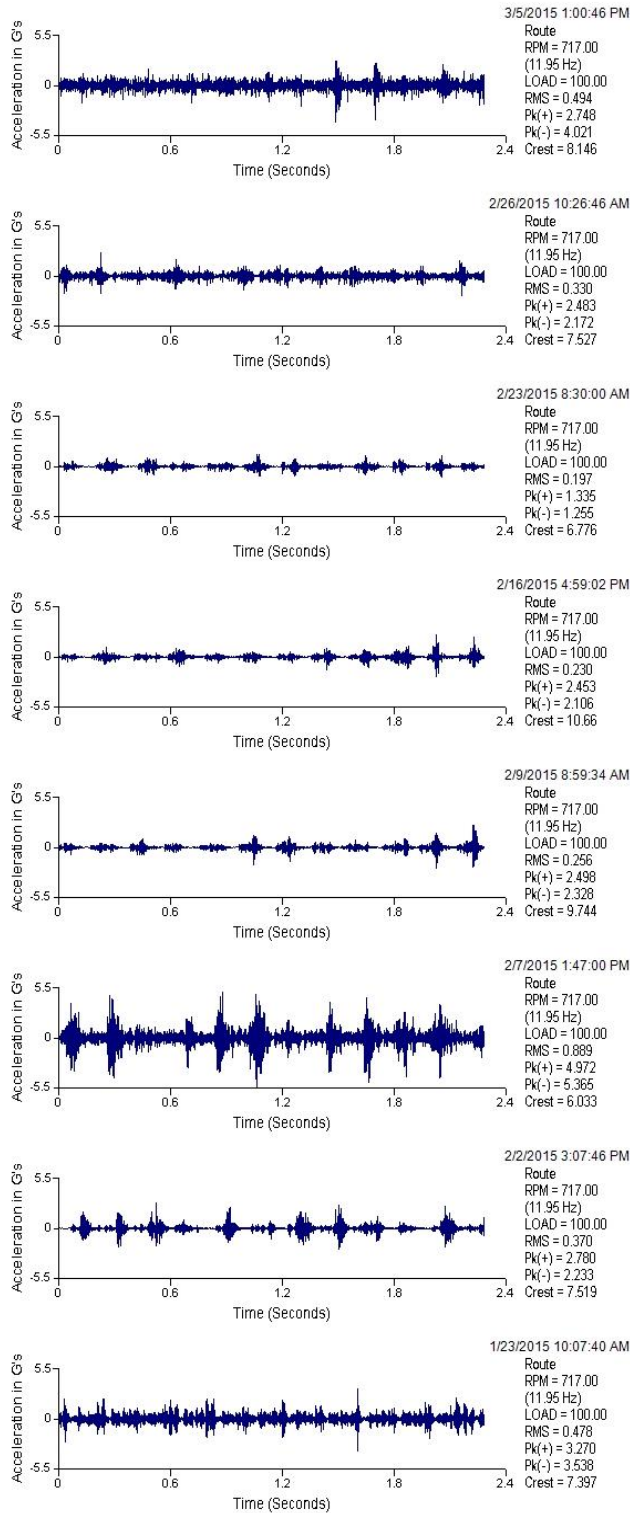 3/5/2015 1:00:46 PM
Acceleration in G's
5.5
0
-5.5
0 0.6 1.2 1.8 2.4
Time (Seconds)
Route
RPM = 717.00
(11.95 Hz)
LOAD = 100.00
RMS = 0.494
Pk(+) = 2.748
Pk(-) = 4.021
Crest = 8.146
2/26/2015 10:26:46 AM
Acceleration in G's
5.5
0
-5.5
0 0.6 1.2 1.8 2.4
Time (Seconds)
Route
RPM = 717.00
(11.95 Hz)
LOAD = 100.00
RMS = 0.330
Pk(+) = 2.483
Pk(-) = 2.172
Crest = 7.527
2/23/2015 8:30:00 AM
Acceleration in G's
5.5
0
-5.5
0 0.6 1.2 1.8 2.4
Time (Seconds)
Route
RPM = 717.00
(11.95 Hz)
LOAD = 100.00
RMS = 0.197
Pk(+) = 1.335
Pk(-) = 1.255
Crest = 6.776
2/16/2015 4:59:02 PM
Acceleration in G's
5.5
0
-5.5
0 0.6 1.2 1.8 2.4
Time (Seconds)
Route
RPM = 717.00
(11.95 Hz)
LOAD = 100.00
RMS = 0.230
Pk(+) = 2.453
Pk(-) = 2.106
Crest = 10.66
2/9/2015 8:59:34 AM
Acceleration in G's
5.5
0
-5.5
0 0.6 1.2 1.8 2.4
Time (Seconds)
Route
RPM = 717.00
(11.95 Hz)
LOAD = 100.00
RMS = 0.256
Pk(+) = 2.498
Pk(-) = 2.328
Crest = 9.744
2/7/2015 1:47:00 PM
Acceleration in G's
5.5
0
-5.5
0 0.6 1.2 1.8 2.4
Time (Seconds)
Route
RPM = 717.00
(11.95 Hz)
LOAD = 100.00
RMS = 0.889
Pk(+) = 4.972
Pk(-) = 5.365
Crest = 6.033
2/2/2015 3:07:46 PM
Acceleration in G's
5.5
0
-5.5
0 0.6 1.2 1.8 2.4
Time (Seconds)
Route
RPM = 717.00
(11.95 Hz)
LOAD = 100.00
RMS = 0.370
Pk(+) = 2.780
Pk(-) = 2.233
Crest = 7.519
1/23/2015 10:07:40 AM
Acceleration in G's
5.5
0
-5.5
0 0.6 1.2 1.8 2.4
Time (Seconds)
Route
RPM = 717.00
(11.95 Hz)
LOAD = 100.00
RMS = 0.478
Pk(+) = 3.270
Pk(-) = 3.538
Crest = 7.397